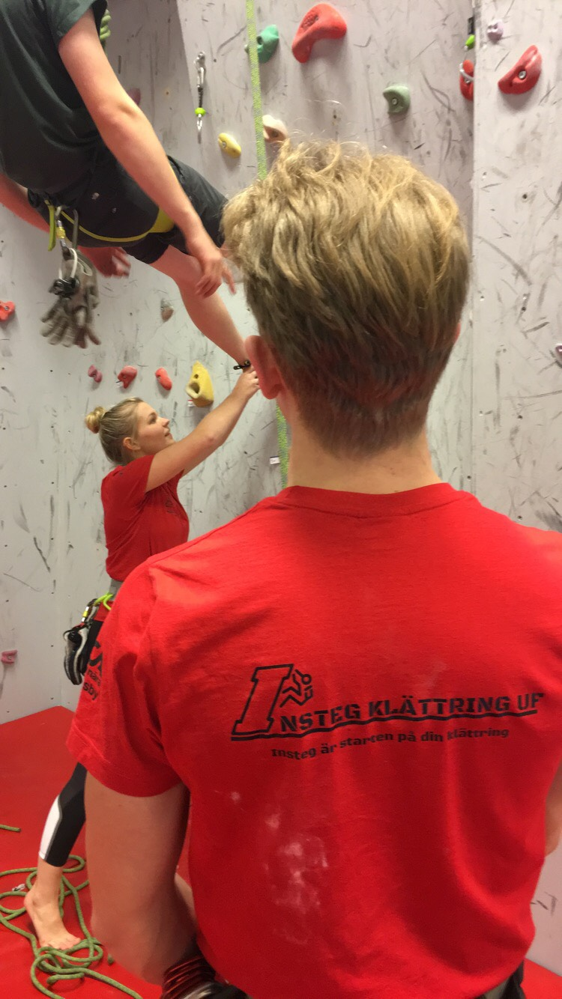 INSTEG KLÄTTRING UF
Insteg är starten på din klättring